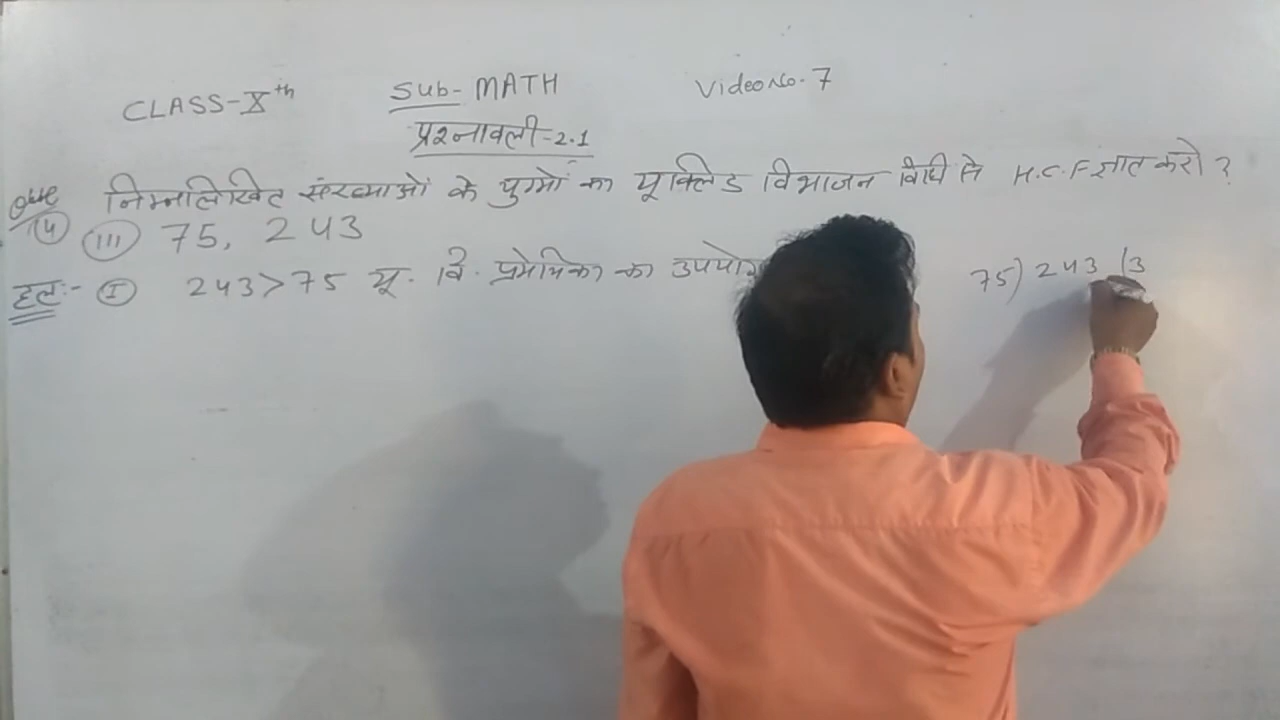 CLASS-Xth Sub- MATH Video No. 7
प्रश्नावली-2.1
Que 4 निम्नलिखित संख्याओं के युग्मों का यूक्लिड विभाजन विधि से H.C.F ज्ञात करो ?
(III) 75, 243
हल:- (I) 243>75 यू. वि. प्रमेयिका का उपयोग 75) 243 (3